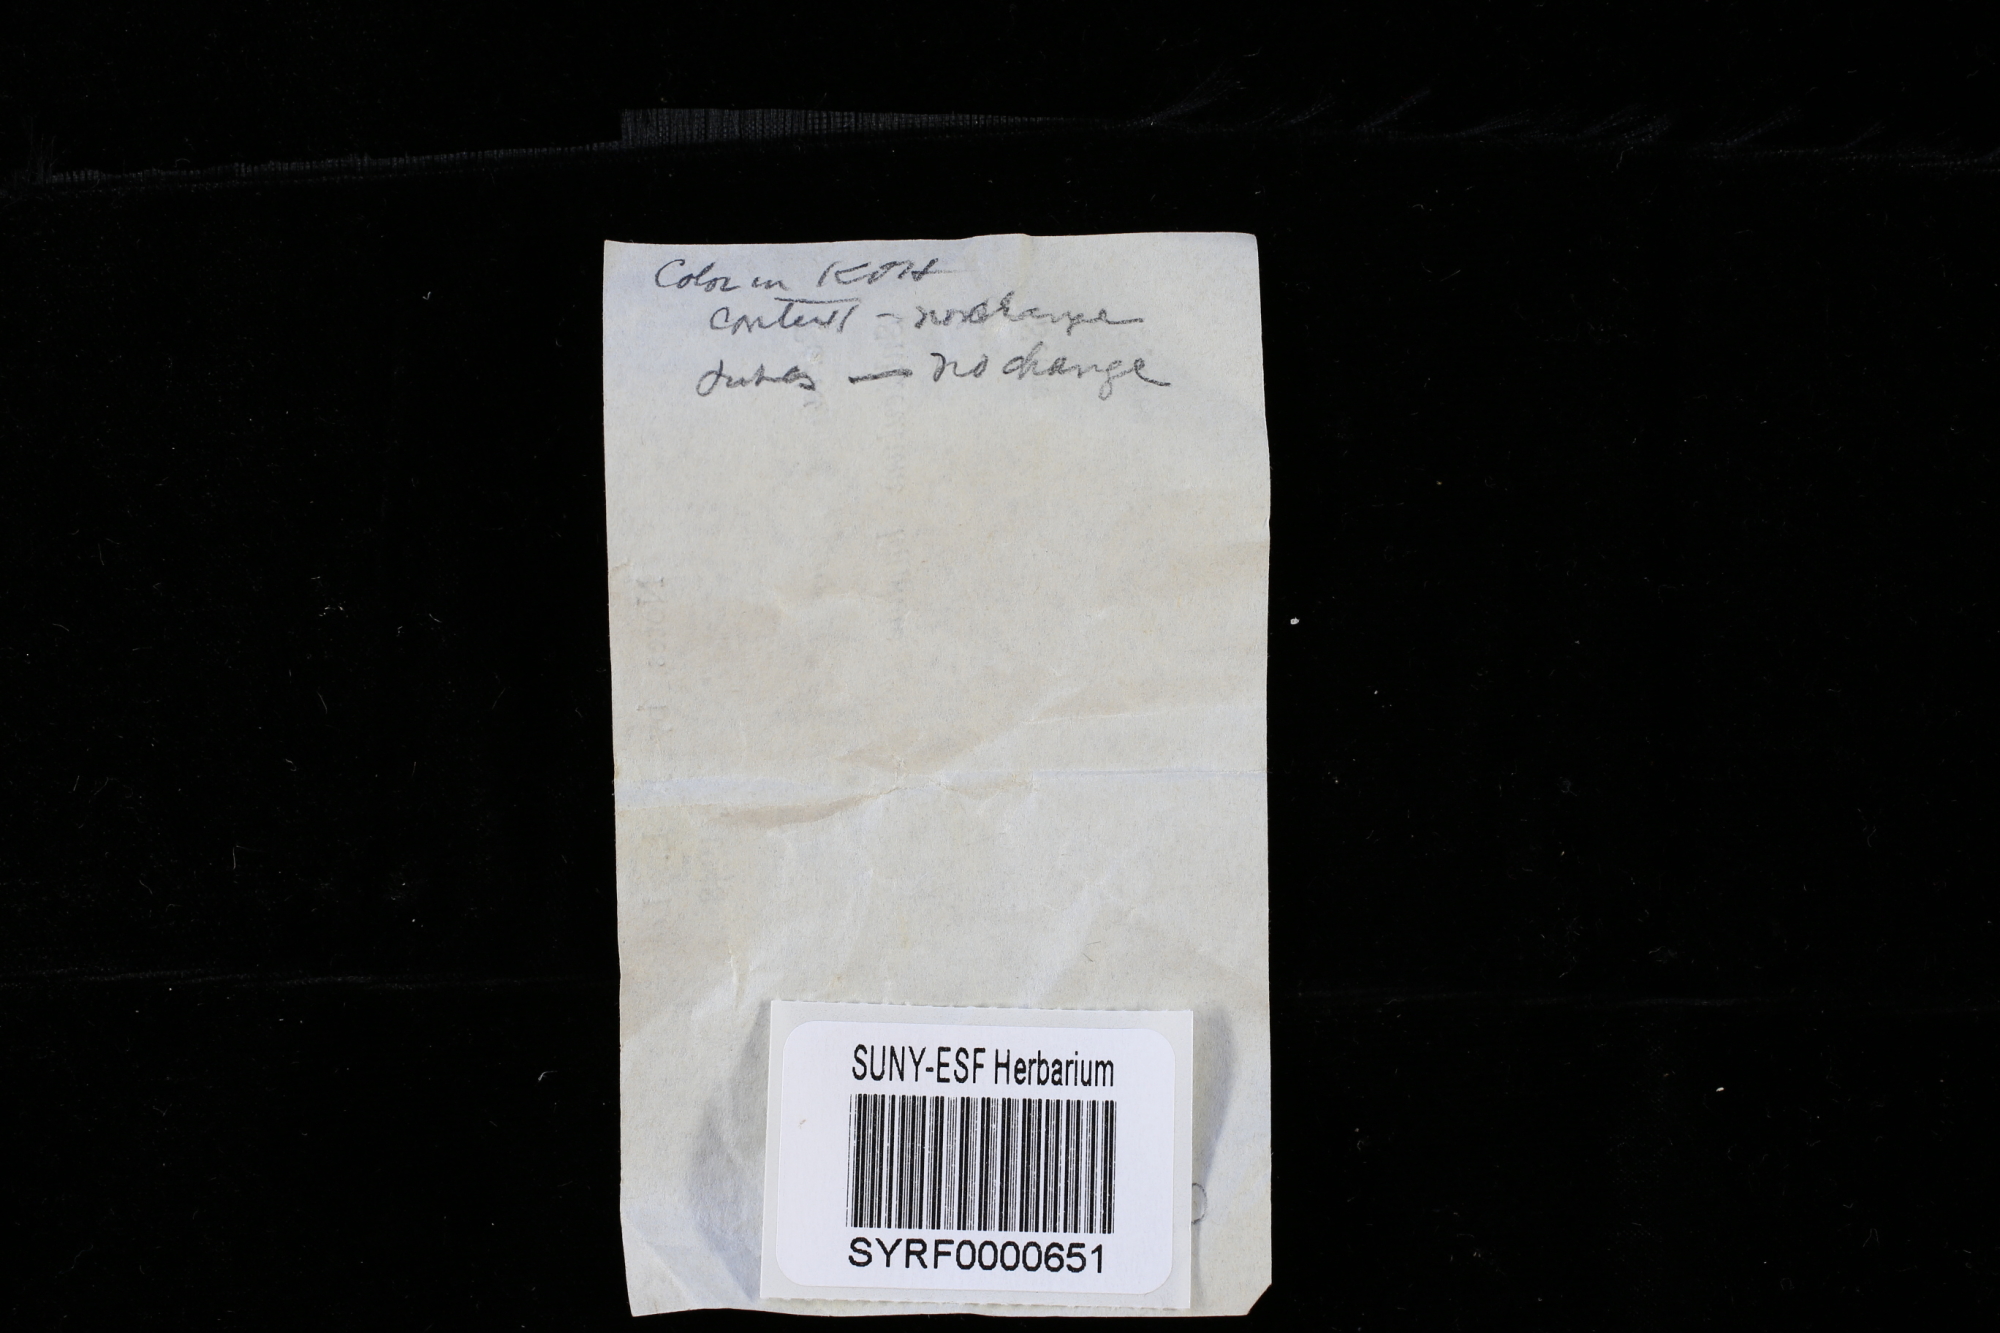 Color in KOH
context - no change
tubes — no change
SUNY-ESF Herbarium
SYRF0000651